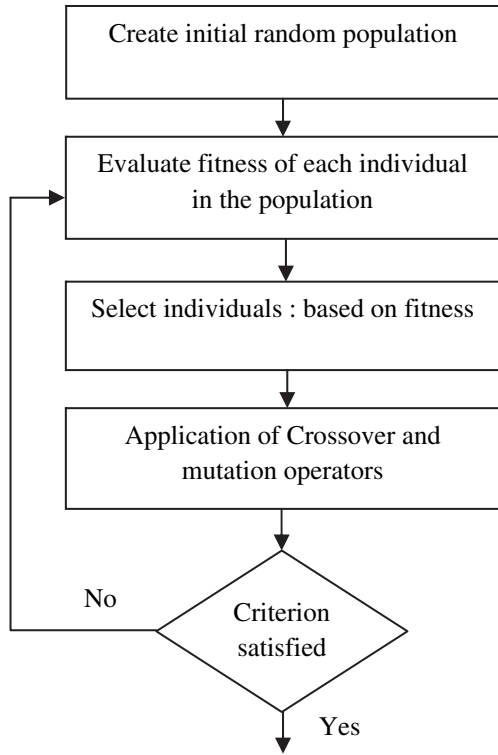 Create initial random population
Evaluate fitness of each individual
in the population
Select individuals : based on fitness
Application of Crossover and
mutation operators
No
Criterion
satisfied
Yes